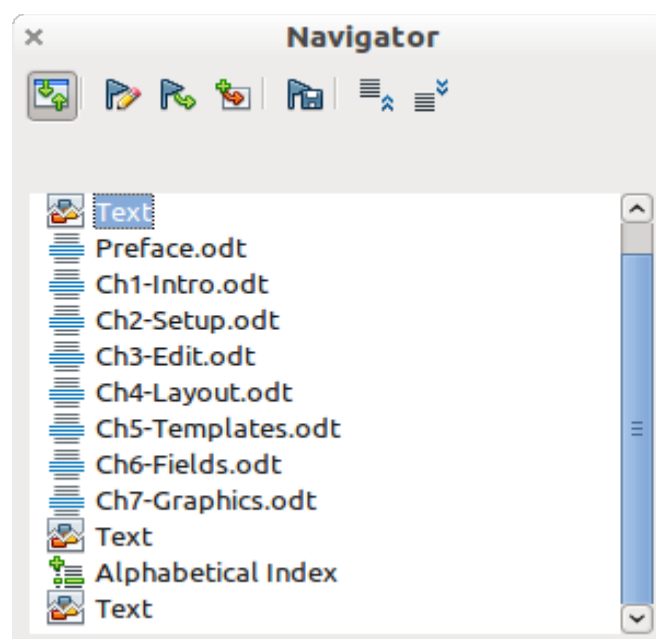 Navigator
Text
Preface.odt
Ch1-Intro.odt
Ch2-Setup.odt
Ch3-Edit.odt
Ch4-Layout.odt
Ch5-Templates.odt
Ch6-Fields.odt
Ch7-Graphics.odt
Text
Alphabetical Index
Text